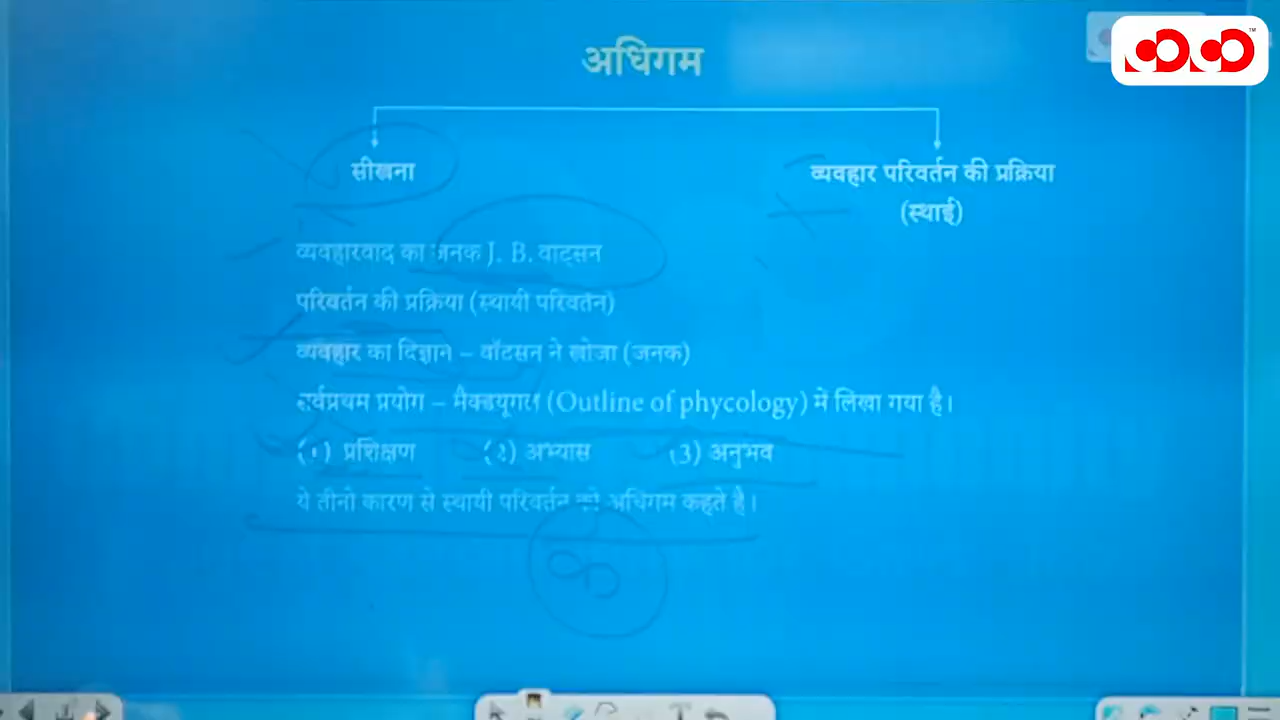 अधिगम
सीखना
व्यवहार परिवर्तन की प्रक्रिया
(स्थाई)
व्यवहारवाद का जनक J. B. वाट्सन
परिवर्तन की प्रक्रिया (स्थायी परिवर्तन)
व्यवहार का विज्ञान – वॉटसन ने खोजा (जनक)
सर्वप्रथम प्रयोग – (Outline of phycology) में लिखा गया है।
(1) प्रशिक्षण (2) अभ्यास (3) अनुभव
ये तीनो कारण से स्थायी परिवर्तन को अधिगम कहते है।